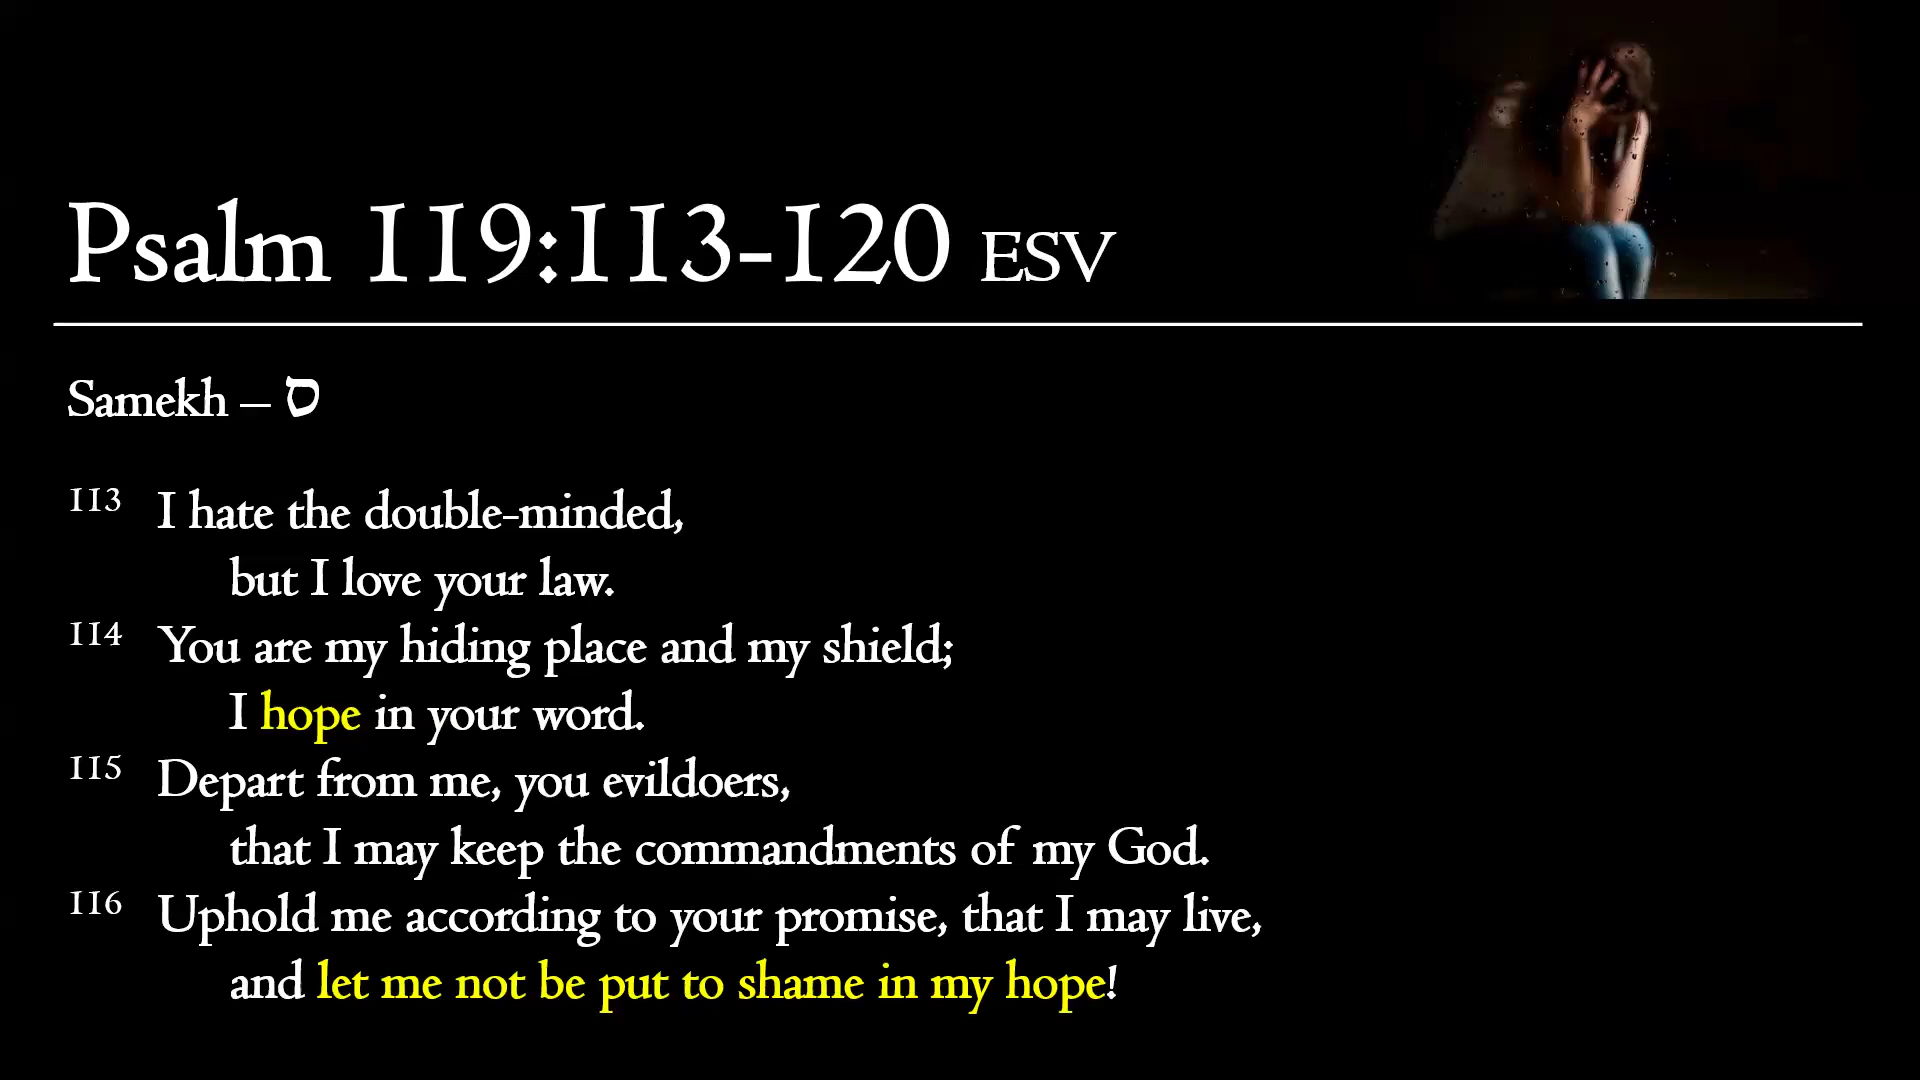 Psalm 119:113-120 ESV
Samekh – ס
113 I hate the double-minded,
but I love your law.
114 You are my hiding place and my shield;
I hope in your word.
115 Depart from me, you evildoers,
that I may keep the commandments of my God.
116 Uphold me according to your promise, that I may live,
and let me not be put to shame in my hope!